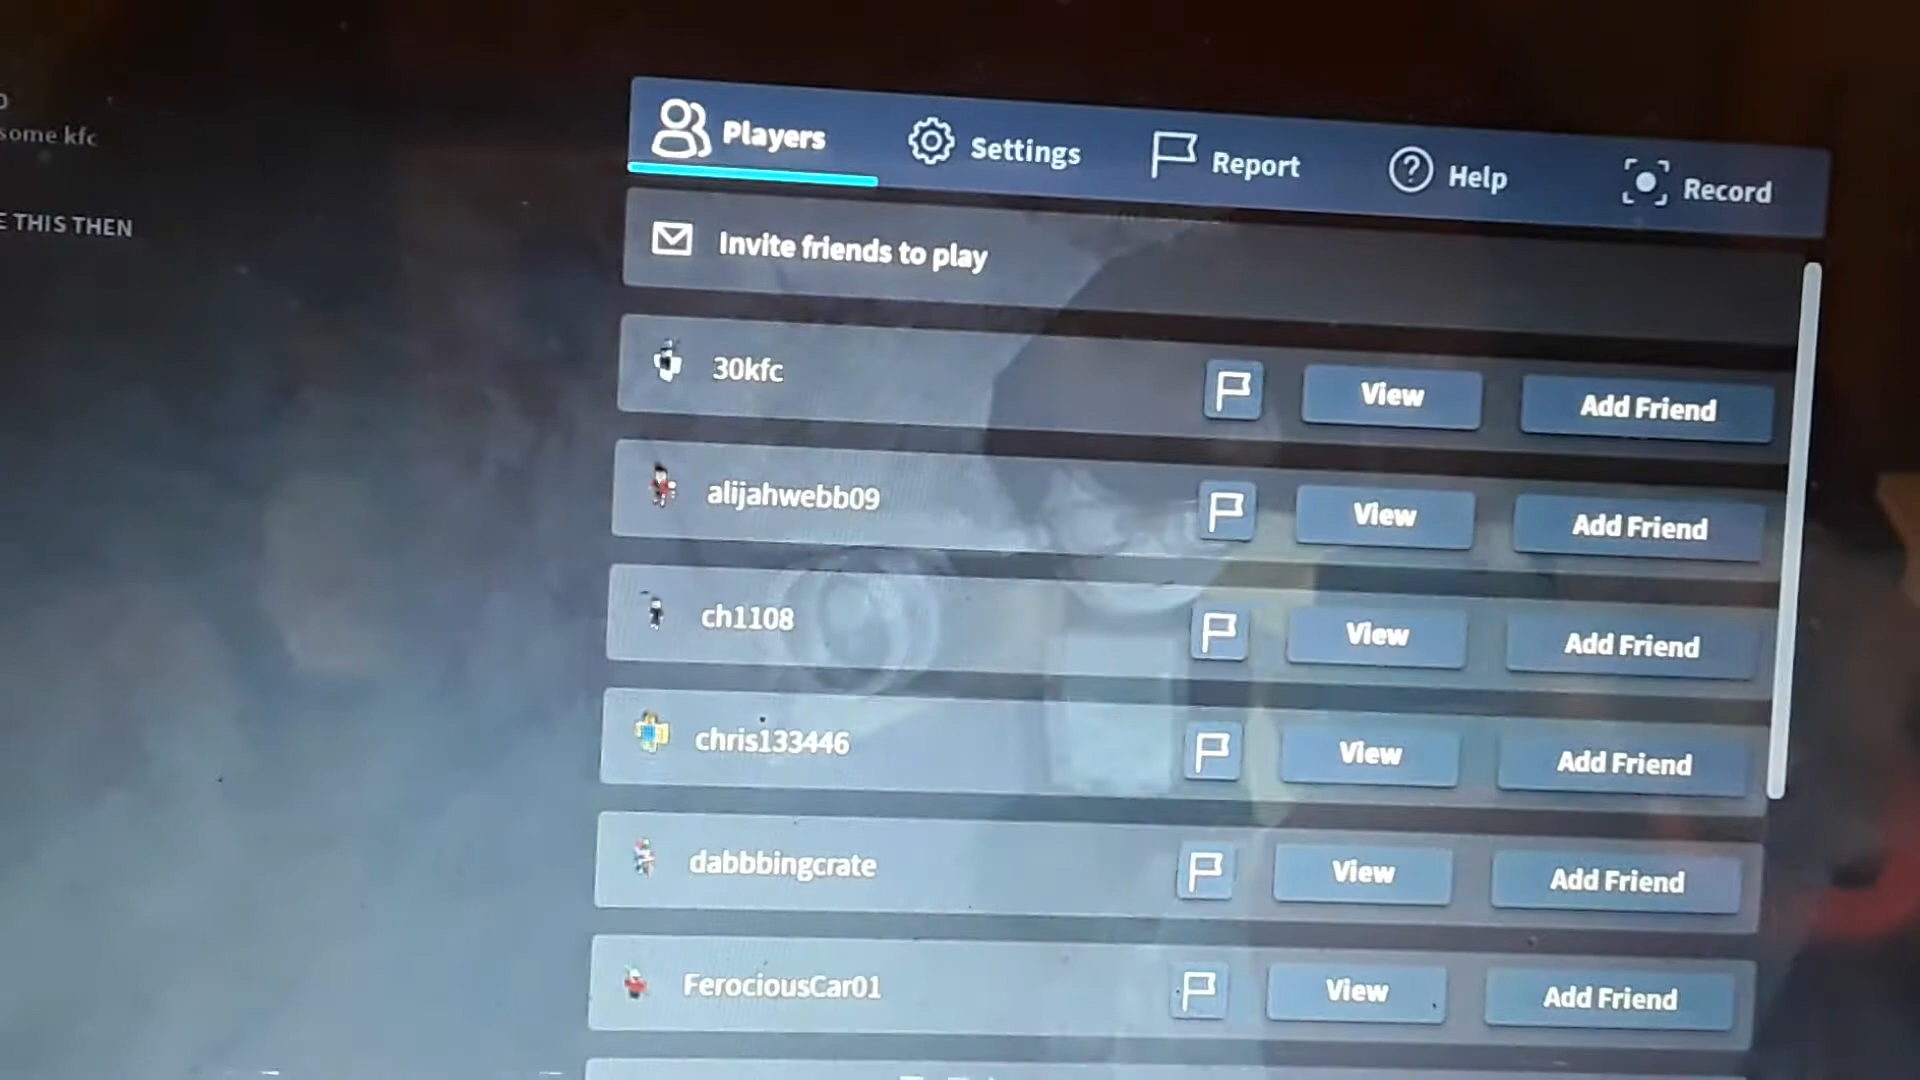 some kfc
E THIS THEN
Players
Settings
Report
Help
Record
Invite friends to play
30kfc
View
Add Friend
alijahwebb09
View
Add Friend
ch1108
View
Add Friend
chris133446
View
Add Friend
dabbbingcrate
View
Add Friend
FerociousCar01
View
Add Friend